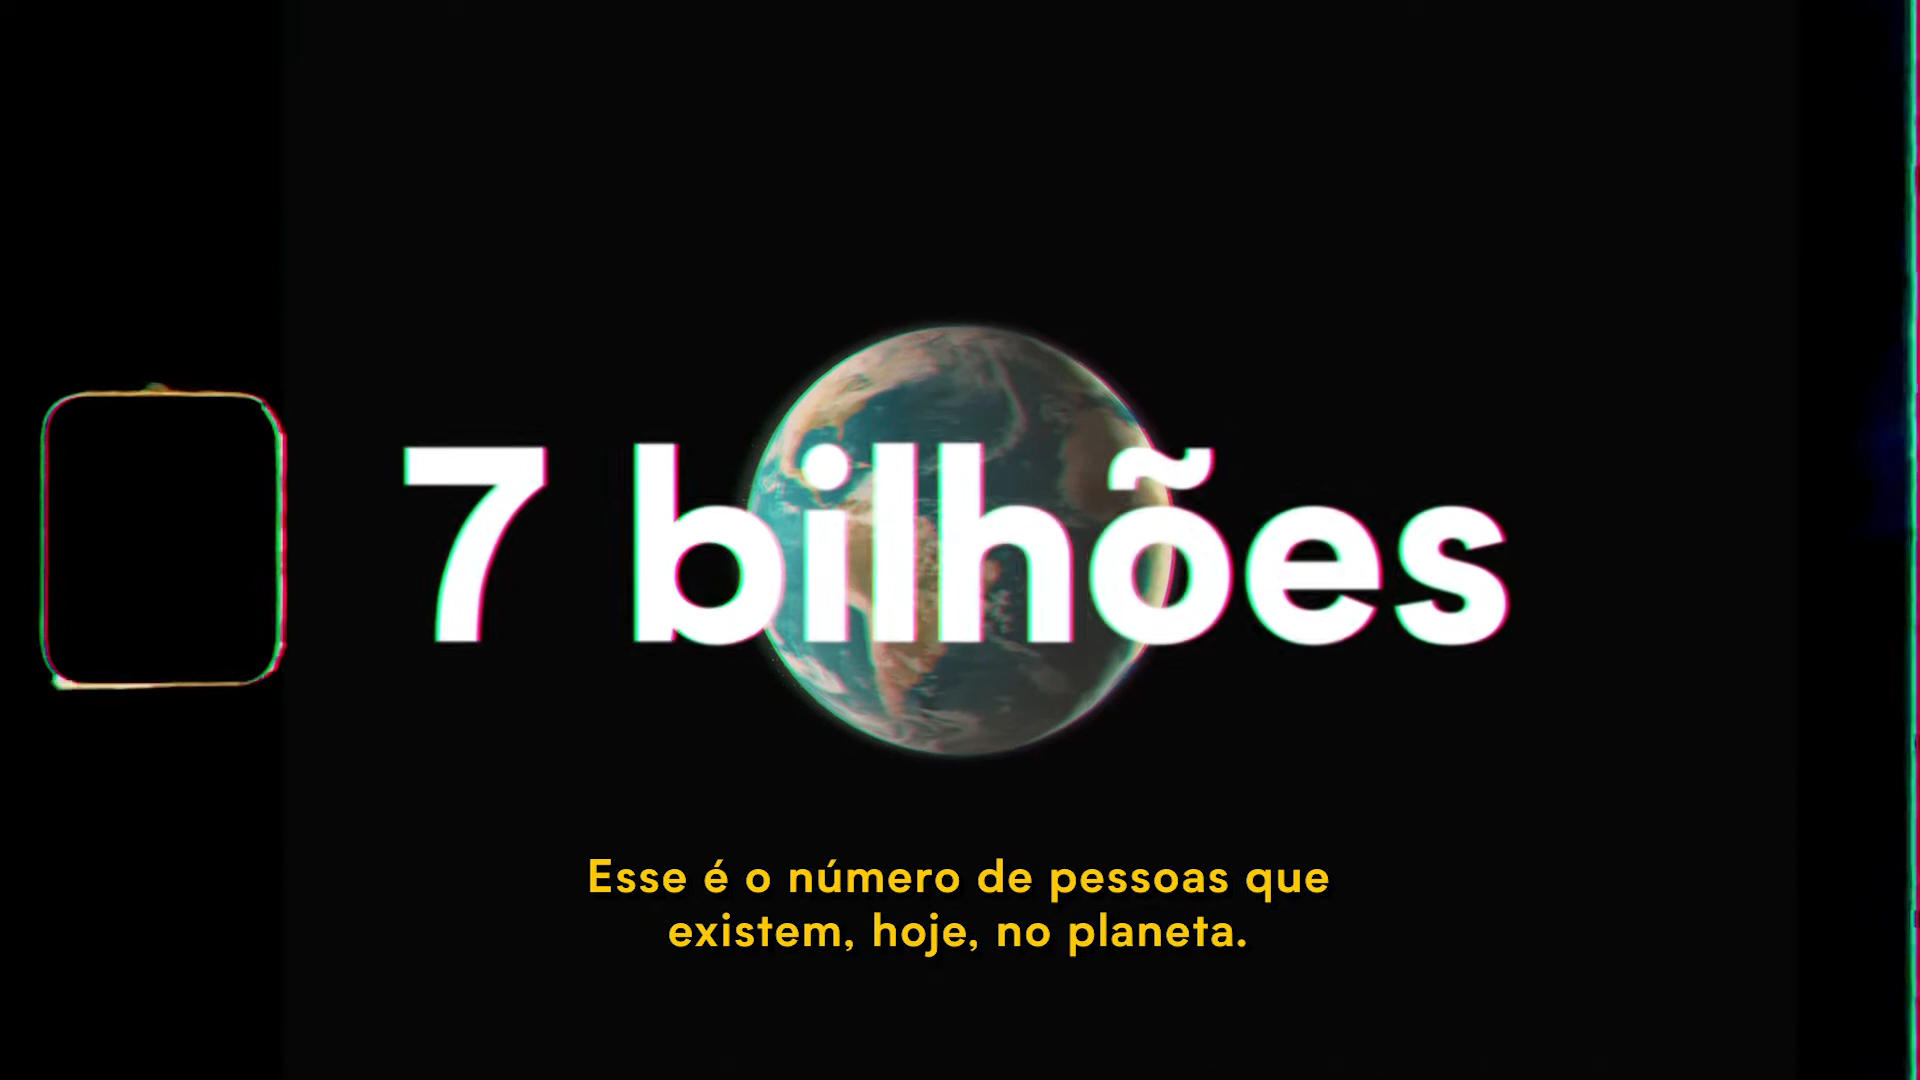 7 bilhões
Esse é o número de pessoas que
existem, hoje, no planeta.